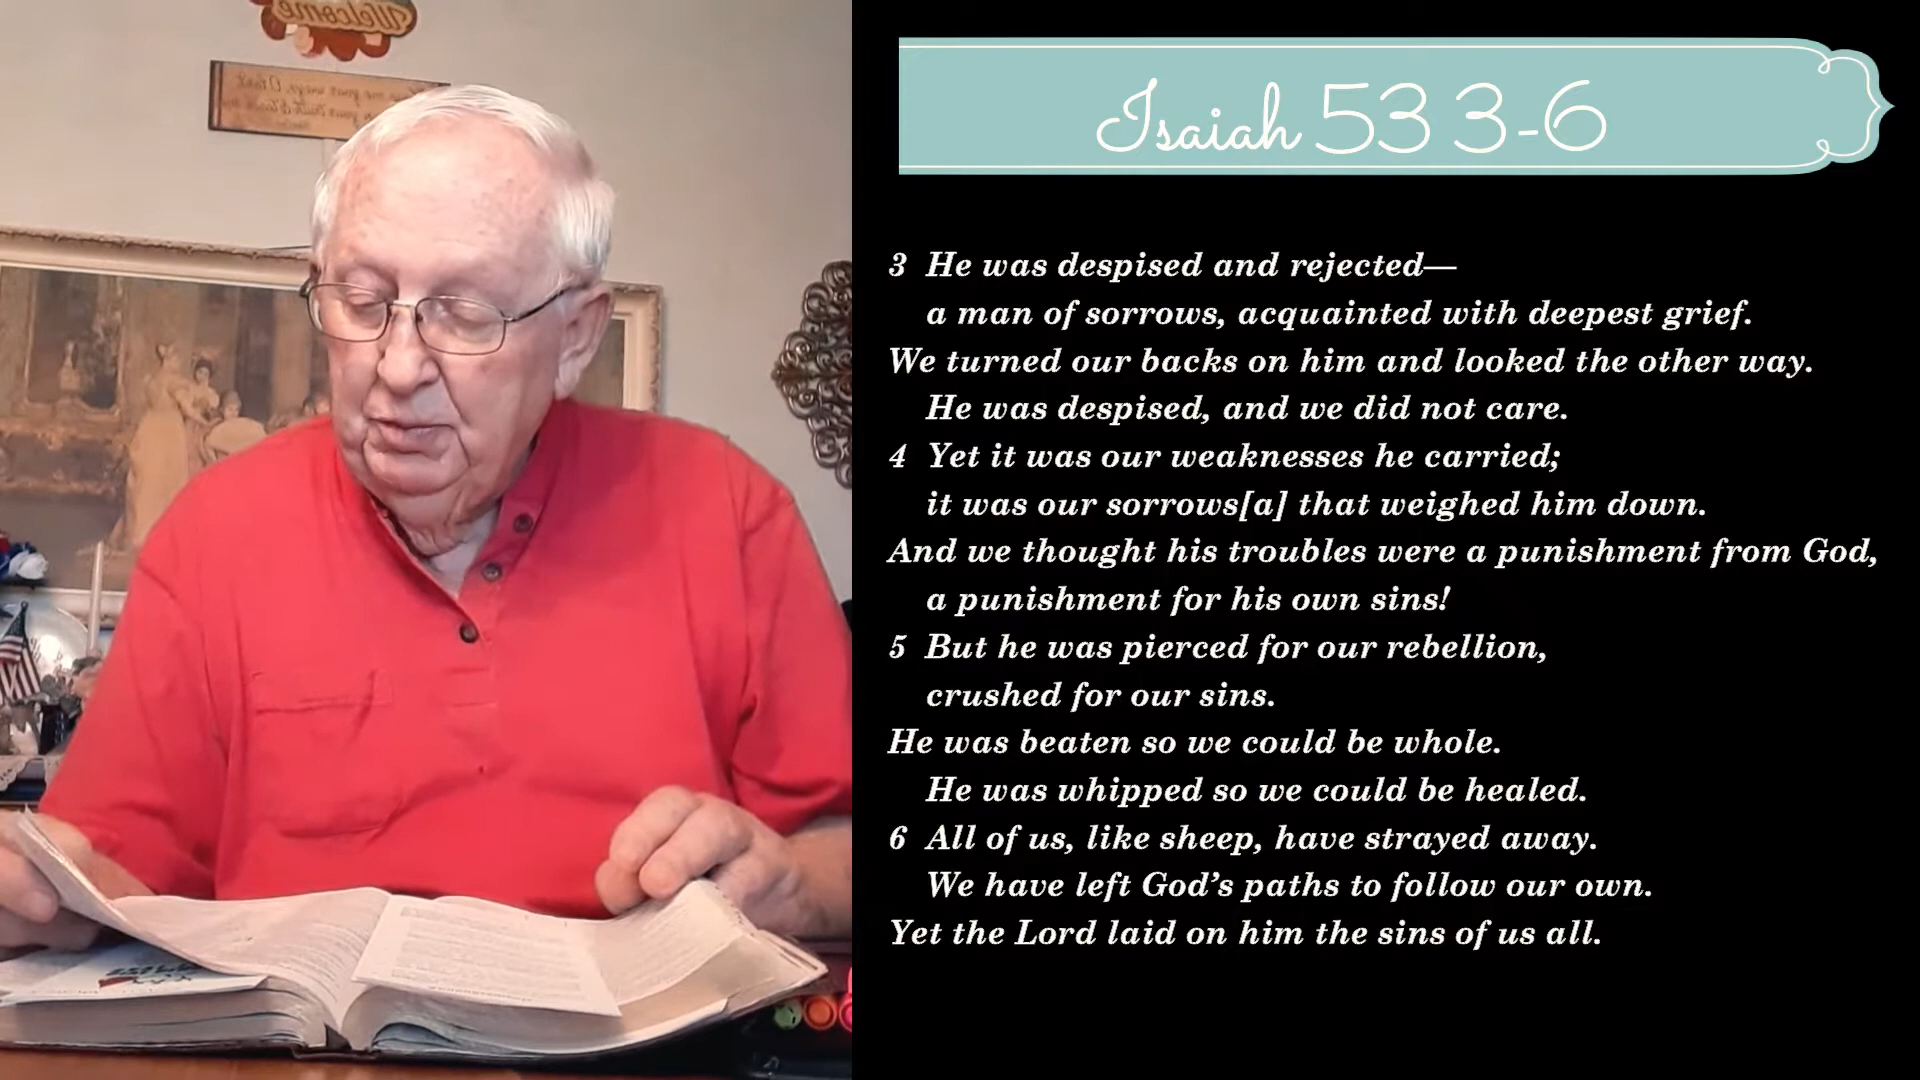 Welcome
Isaiah 53 3-6
3 He was despised and rejected—
a man of sorrows, acquainted with deepest grief.
We turned our backs on him and looked the other way.
He was despised, and we did not care.
4 Yet it was our weaknesses he carried;
it was our sorrows[a] that weighed him down.
And we thought his troubles were a punishment from God,
a punishment for his own sins!
5 But he was pierced for our rebellion,
crushed for our sins.
He was beaten so we could be whole.
He was whipped so we could be healed.
6 All of us, like sheep, have strayed away.
We have left God’s paths to follow our own.
Yet the Lord laid on him the sins of us all.